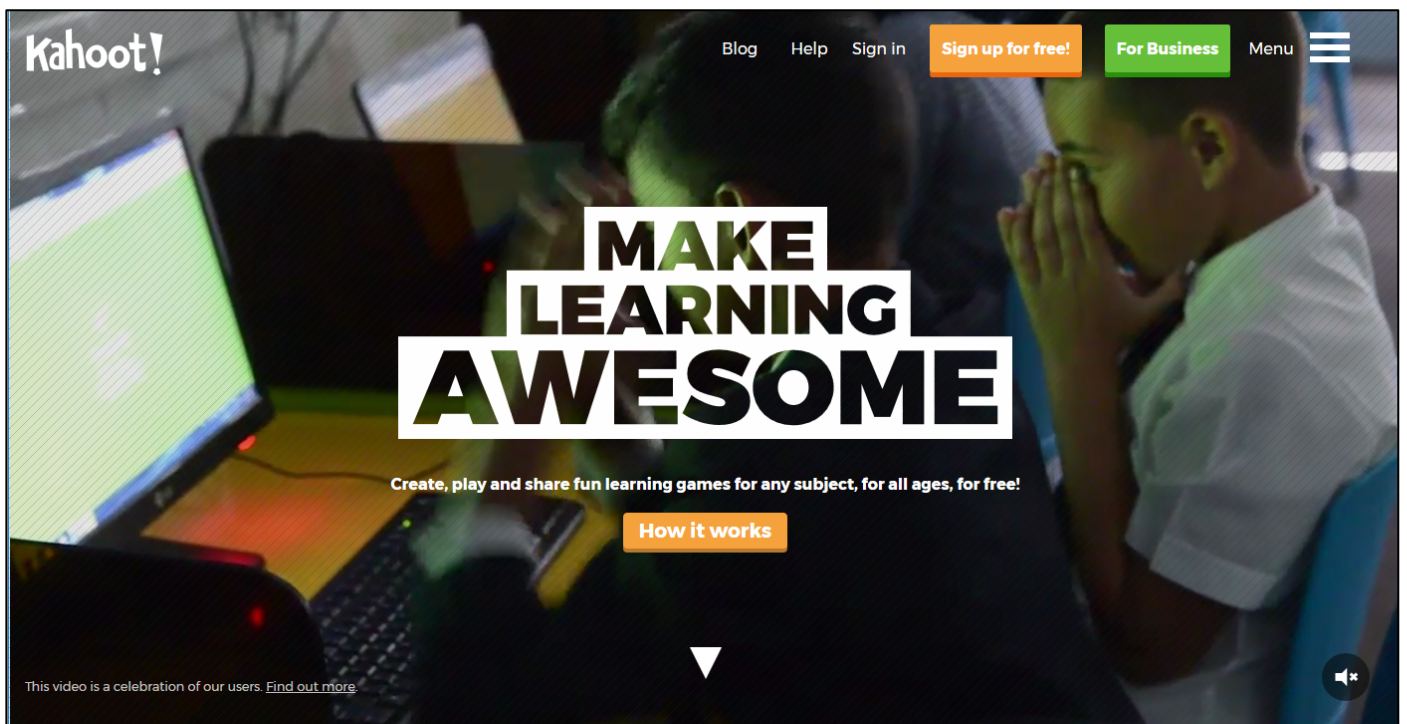 Kahoot!
Blog Help Sign in Sign up for free! For Business Menu
MAKE
LEARNING
AWESOME
Create, play and share fun learning games for any subject, for all ages, for free!
How it works
This video is a celebration of our users. Find out more.